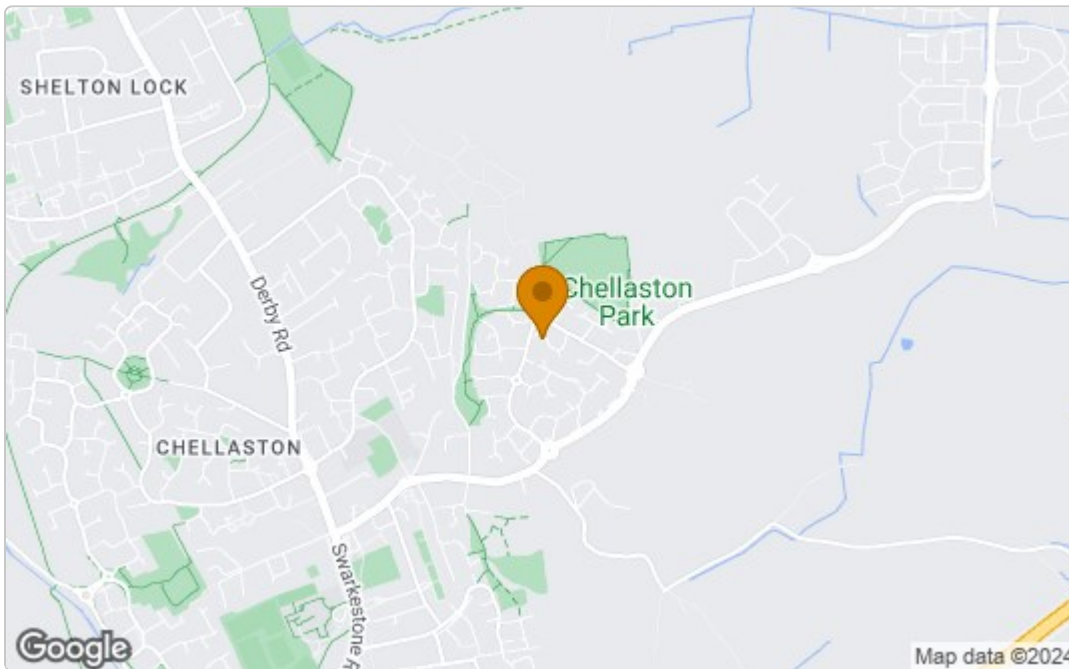 SHELTON LOCK
Derby Rd
Chellaston
Park
CHELLASTON
Swarkestone
Google
Map data ©2024